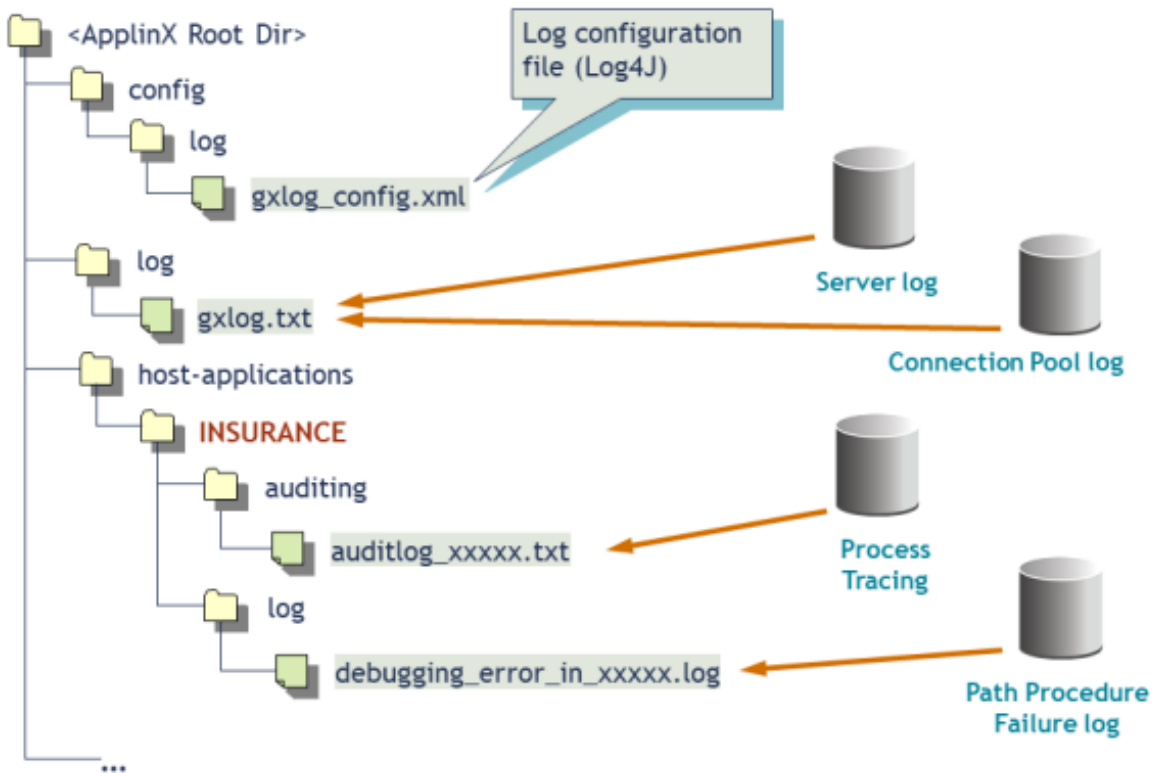 <ApplinX Root Dir>
Log configuration
file (Log4J)
config
log
gxlog_config.xml
log
Server log
gxlog.txt
Connection Pool log
host-applications
INSURANCE
auditing
auditlog_xxxxx.txt
Process
Tracing
log
debugging_error_in_xxxxx.log
Path Procedure
Failure log
...